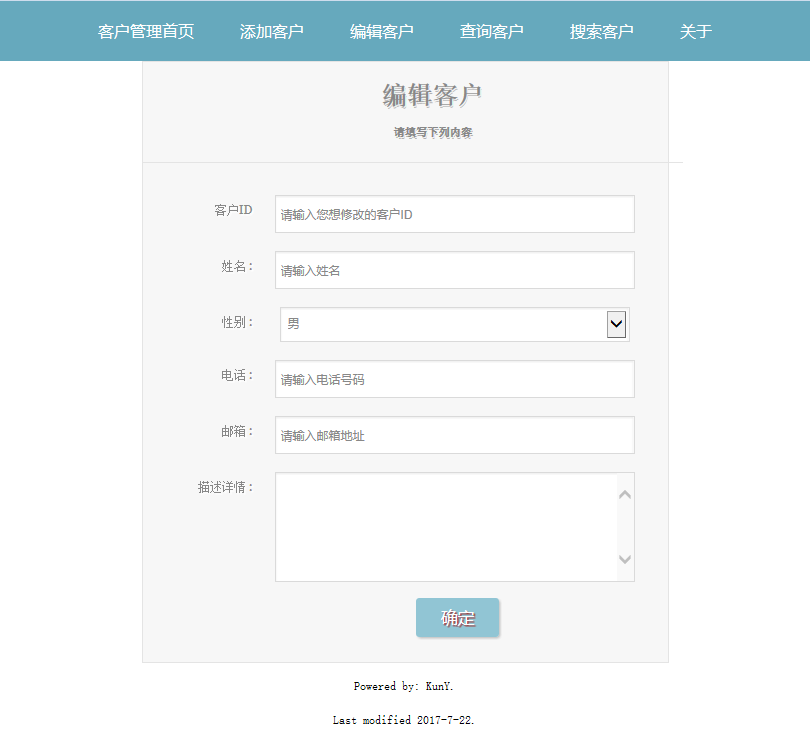 客户管理首页 添加客户 编辑客户 查询客户 搜索客户 关于
编辑客户
请填写下列内容
客户ID 请输入您想修改的客户ID
姓名: 请输入姓名
性别: 男
电话: 请输入电话号码
邮箱: 请输入邮箱地址
描述详情:
确定
Powered by: KunY.
Last modified 2017-7-22.